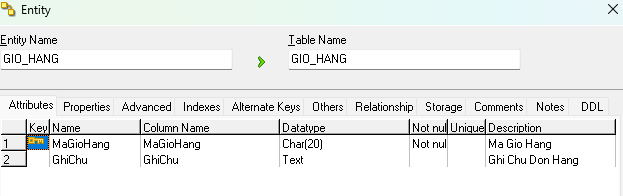 Entity
Entity Name
Table Name
GIO_HANG
GIO_HANG
Attributes Properties Advanced Indexes Alternate Keys Others Relationship Storage Comments Notes DDL
Key Name Column Name Datatype Not nul Unique Description
1 MaGioHang MaGioHang Char(20) Not nul Ma Gio Hang
2 GhiChu GhiChu Text Ghi Chu Don Hang